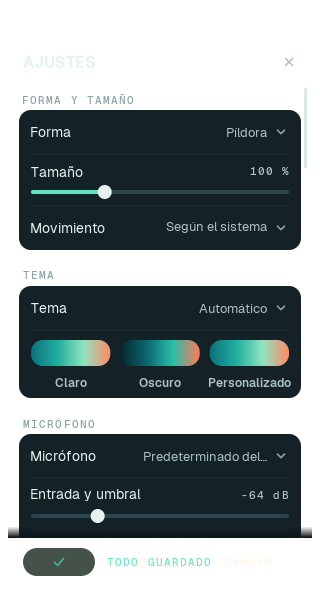 AJUSTES
FORMA Y TAMAÑO
Forma Píldora
Tamaño 100 %
Movimiento Según el sistema
TEMA
Tema Automático
Claro Oscuro Personalizado
MICRÓFONO
Micrófono Predeterminado del…
Entrada y umbral -64 dB
TODO GUARDADO